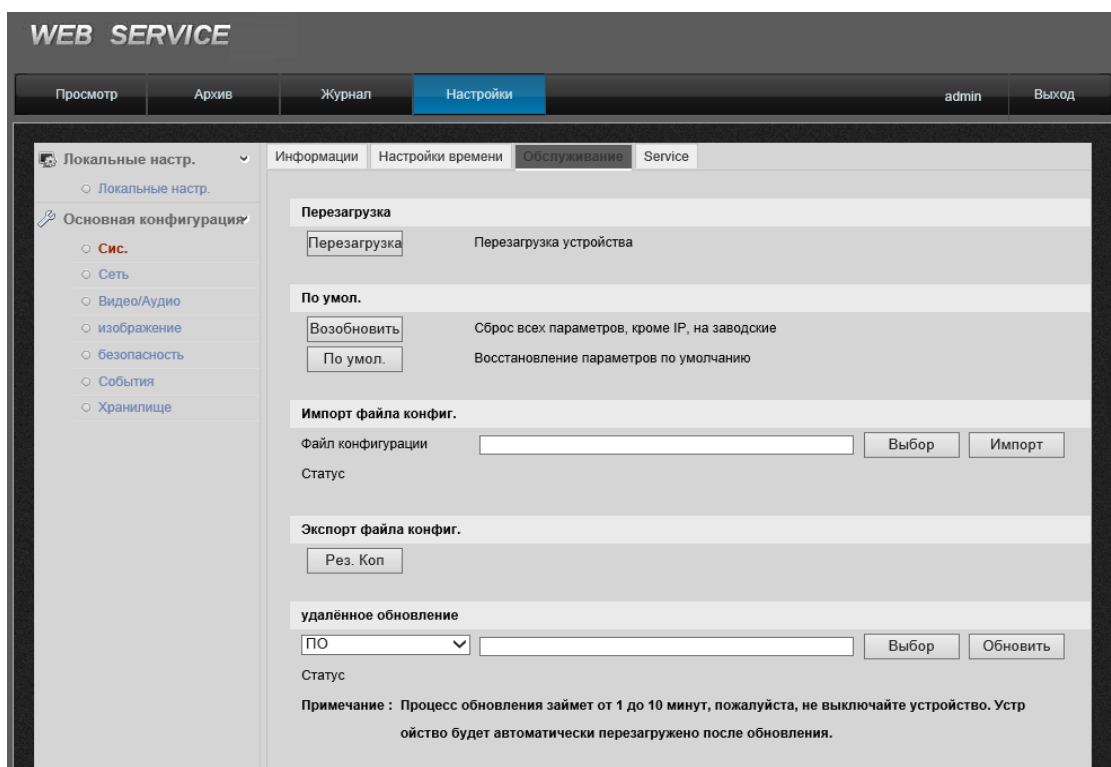 WEB SERVICE
Просмотр Архив Журнал Настройки admin Выход
Локальные настр.
Локальные настр.
Основная конфигурация
Сис.
Сеть
Видео/Аудио
изображение
безопасность
События
Хранилище
Информации Настройки времени Обслуживание Service
Перезагрузка
Перезагрузка Перезагрузка устройства
По умол.
Возобновить Сброс всех параметров, кроме IP, на заводские
По умол. Восстановление параметров по умолчанию
Импорт файла конфиг.
Файл конфигурации Выбор Импорт
Статус
Экспорт файла конфиг.
Рез. Коп
удалённое обновление
ПО Выбор Обновить
Статус
Примечание : Процесс обновления займет от 1 до 10 минут, пожалуйста, не выключайте устройство. Устр
ойство будет автоматически перезагружено после обновления.